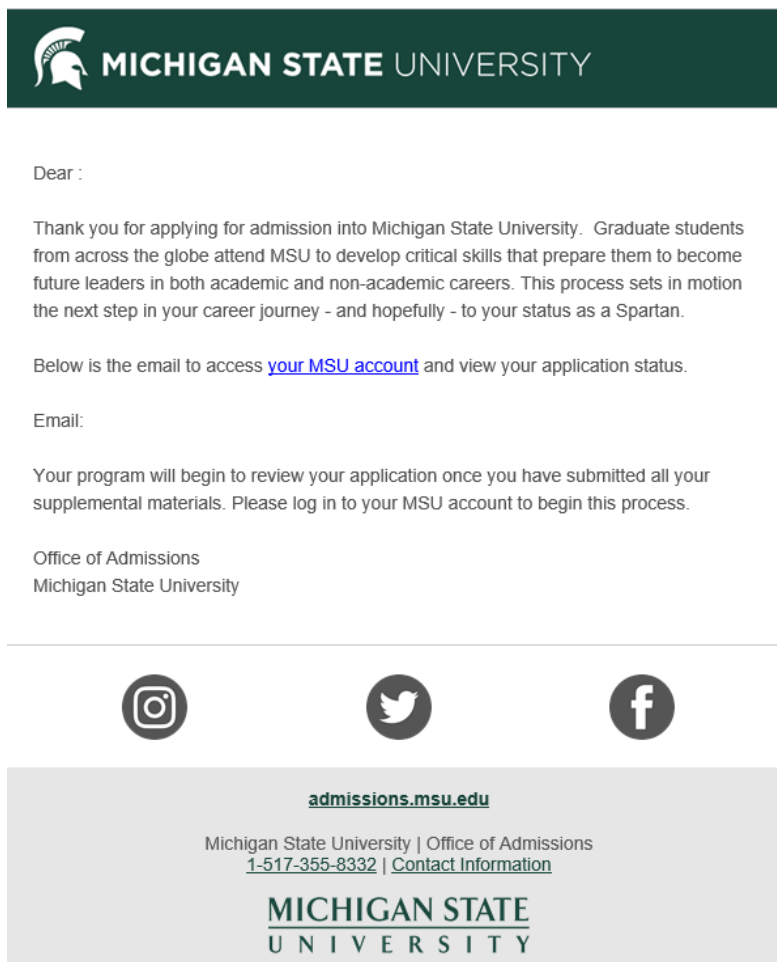 MICHIGAN STATE UNIVERSITY
Dear :
Thank you for applying for admission into Michigan State University.  Graduate students
from across the globe attend MSU to develop critical skills that prepare them to become
future leaders in both academic and non-academic careers. This process sets in motion
the next step in your career journey - and hopefully - to your status as a Spartan.
Below is the email to access your MSU account and view your application status.
Email:
Your program will begin to review your application once you have submitted all your
supplemental materials. Please log in to your MSU account to begin this process.
Office of Admissions
Michigan State University
admissions.msu.edu
Michigan State University | Office of Admissions
1-517-355-8332 | Contact Information
MICHIGAN STATE
UNIVERSITY